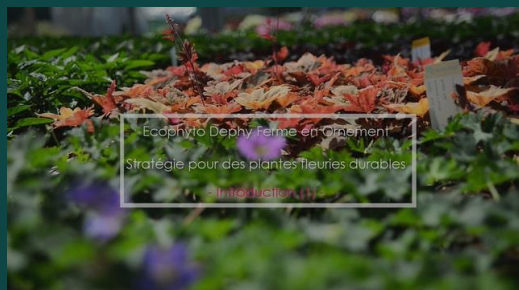 Ecophyto Dephy Ferme en Ornement
Stratégie pour des plantes fleuries durables
- Introduction (1)